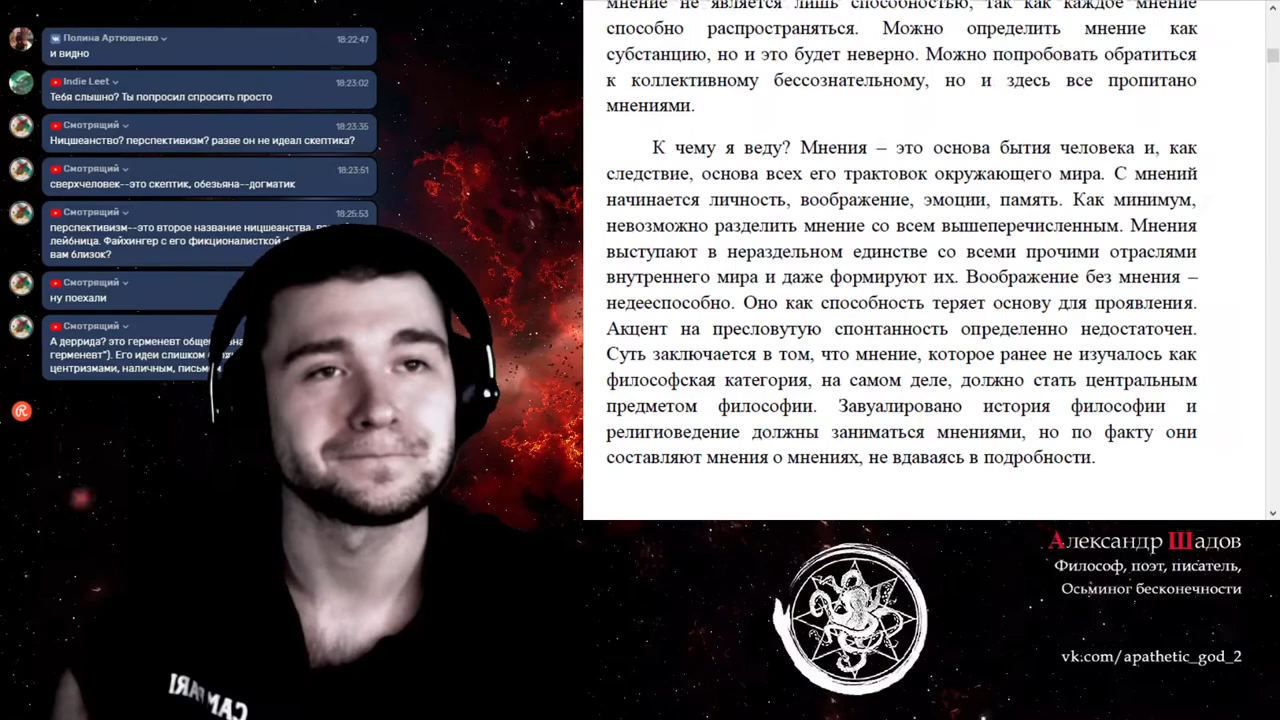 Полина Артюшенко
18:22:47
и видно
Indie Leet
18:23:02
Тебя слышно? Ты попросил спросить просто
Смотрящий
18:23:35
Ницшеанство? перспективизм? разве он не идеал скептика?
Смотрящий
18:23:51
сверхчеловек--это скептик, обезьяна--догматик
Смотрящий
18:25:53
перспективизм--это второе название ницшеанства,
лейбница. Файхингер с его фикционалисткой
вам близок?
Смотрящий
ну поехали
Смотрящий
А деррида? это герменевт
герменевт"). Его идеи слишком
центризмами, наличным,
мнение не является лишь способностью, так как каждое мнение
способно распространяться. Можно определить мнение как
субстанцию, но и это будет неверно. Можно попробовать обратиться
к коллективному бессознательному, но и здесь все пропитано
мнениями.
К чему я веду? Мнения – это основа бытия человека и, как
следствие, основа всех его трактовок окружающего мира. С мнений
начинается личность, воображение, эмоции, память. Как минимум,
невозможно разделить мнение со всем вышеперечисленным. Мнения
выступают в нераздельном единстве со всеми прочими отраслями
внутреннего мира и даже формируют их. Воображение без мнения –
недееспособно. Оно как способность теряет основу для проявления.
Акцент на пресловутую спонтанность определенно недостаточен.
Суть заключается в том, что мнение, которое ранее не изучалось как
философская категория, на самом деле, должно стать центральным
предметом философии. Завуалировано история философии и
религиоведение должны заниматься мнениями, но по факту они
составляют мнения о мнениях, не вдаваясь в подробности.
Александр Шадов
Философ, поэт, писатель,
Осьминог бесконечности
vk.com/apathetic_god_2